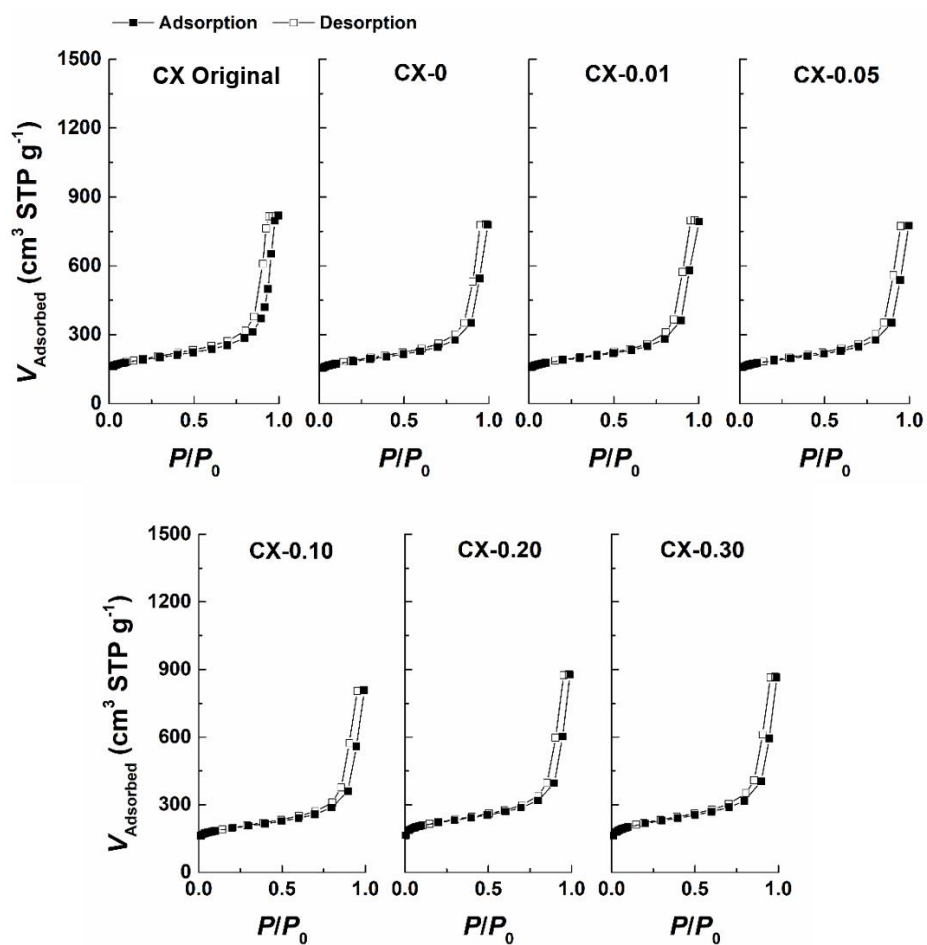 Adsorption Desorption
CX Original CX-0 CX-0.01 CX-0.05
1500
1200
900
600
300
0
V Adsorbed (cm³ STP g⁻¹)
0.0 0.5 1.0 0.0 0.5 1.0 0.0 0.5 1.0 0.0 0.5 1.0
P/P₀ P/P₀ P/P₀ P/P₀
CX-0.10 CX-0.20 CX-0.30
1500
1200
900
600
300
0
V Adsorbed (cm³ STP g⁻¹)
0.0 0.5 1.0 0.0 0.5 1.0 0.0 0.5 1.0
P/P₀ P/P₀ P/P₀